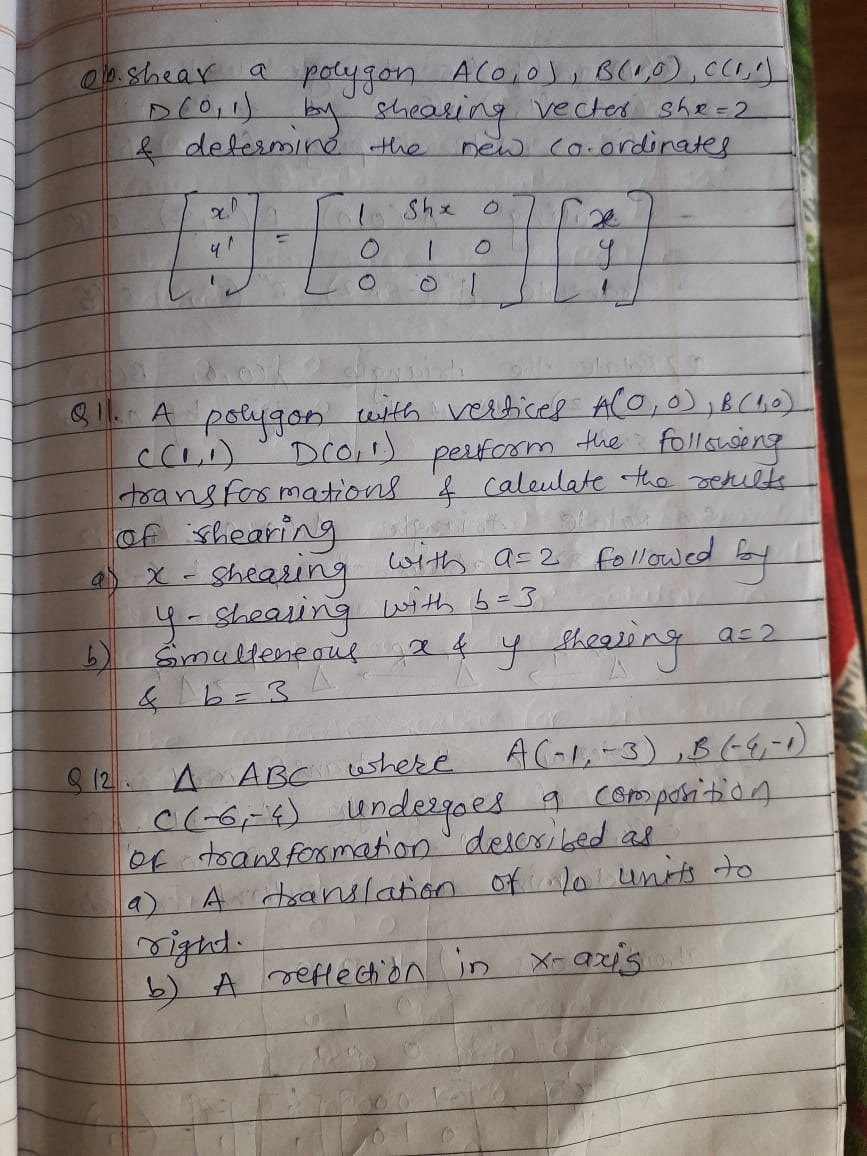 Q10. shear a polygon A(0,0), B(1,0), C(1,1)
D(0,1) by shearing vector shx=2
& determine the new co.ordinates
[x'] = [1 Shx 0] [x]
[y'] [0 1 0] [y]
[1] [0 0 1] [1]
Q11. A polygon with vertices A(0,0), B(1,0)
C(1,1) D(0,1) perform the following
transformations & calculate the results
of shearing
a) x - shearing with a=2 followed by
y - shearing with b=3
b) Simulteneous x & y shearing a=2
& b=3
Q12. Δ ABC where A(-1,-3), B(-4,-1)
C(-6,-4) undergoes a composition
of transformation described as
a) A translation of 10 units to
right.
b) A reflection in x-axis